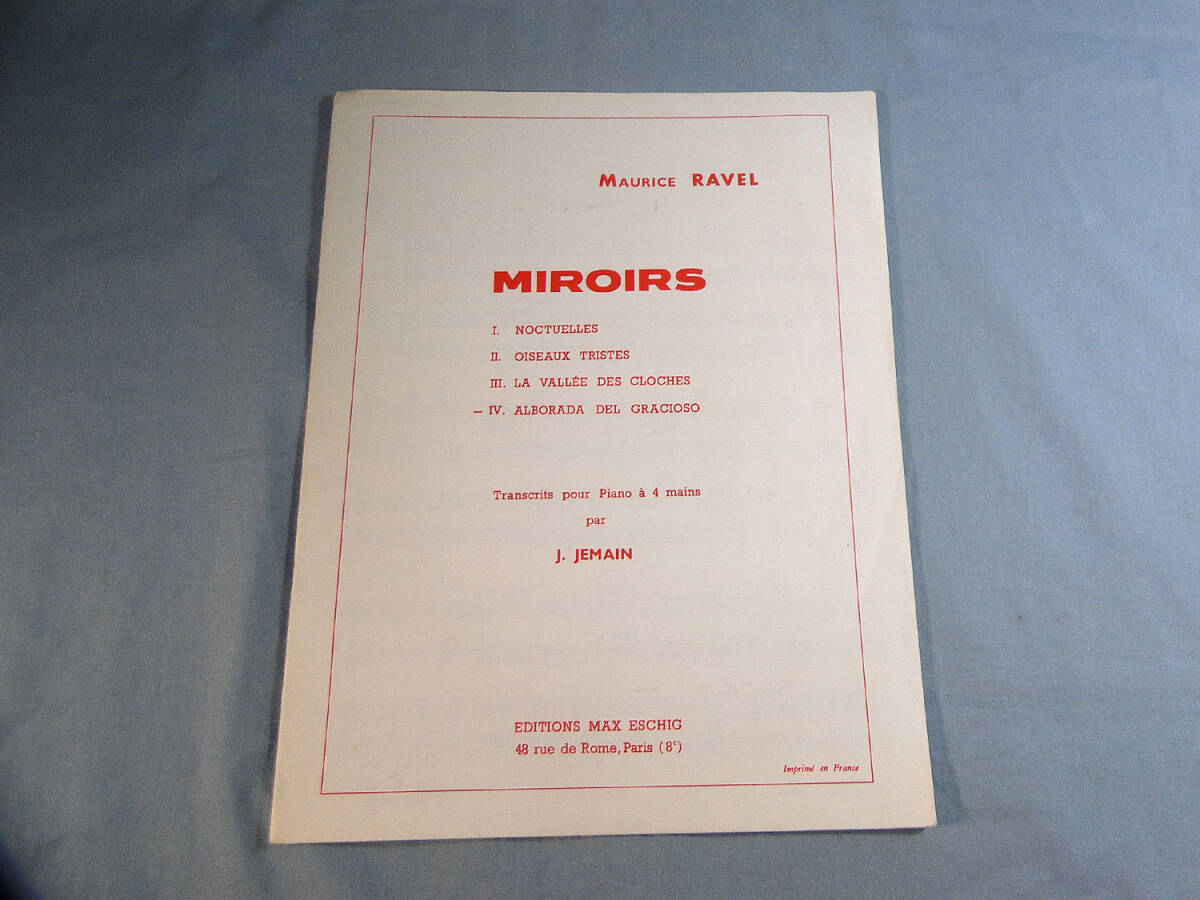 MAURICE RAVEL
MIROIRS
I. NOCTUELLES
II. OISEAUX TRISTES
III. LA VALLÉE DES CLOCHES
– IV. ALBORADA DEL GRACIOSO
Transcrits pour Piano à 4 mains
par
J. JEMAIN
EDITIONS MAX ESCHIG
48 rue de Rome, Paris (8e)
Imprimé en France